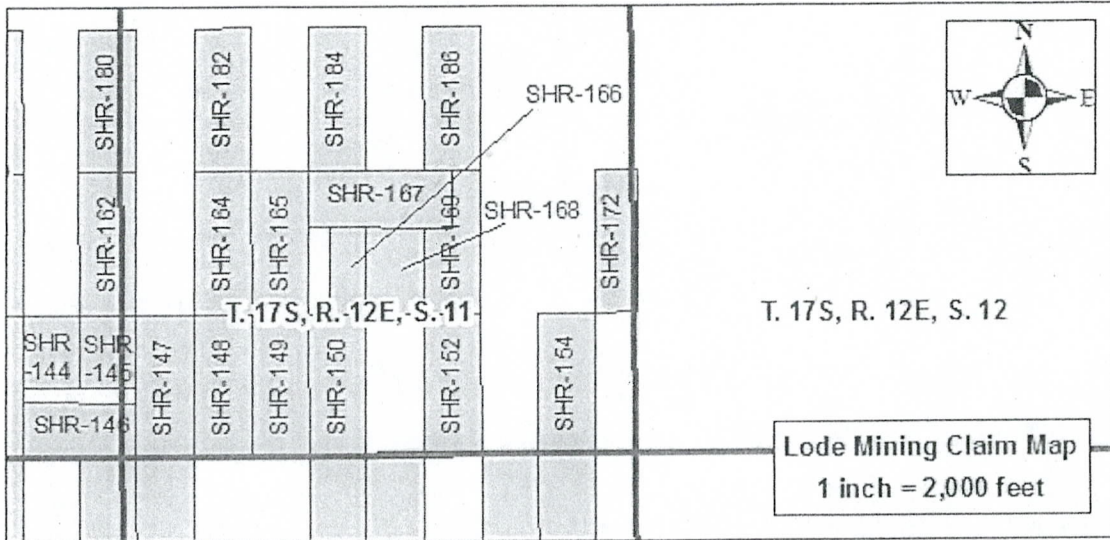 SHR-180
SHR-182
SHR-184
SHR-186
SHR-166
N
W
E
S
SHR-162
SHR-164
SHR-165
SHR-167
SHR-169
SHR-168
SHR-172
T. 17S, R. 12E, S. 11
T. 17S, R. 12E, S. 12
SHR
-144
SHR
-145
SHR-146
SHR-147
SHR-148
SHR-149
SHR-150
SHR-152
SHR-154
Lode Mining Claim Map
1 inch = 2,000 feet